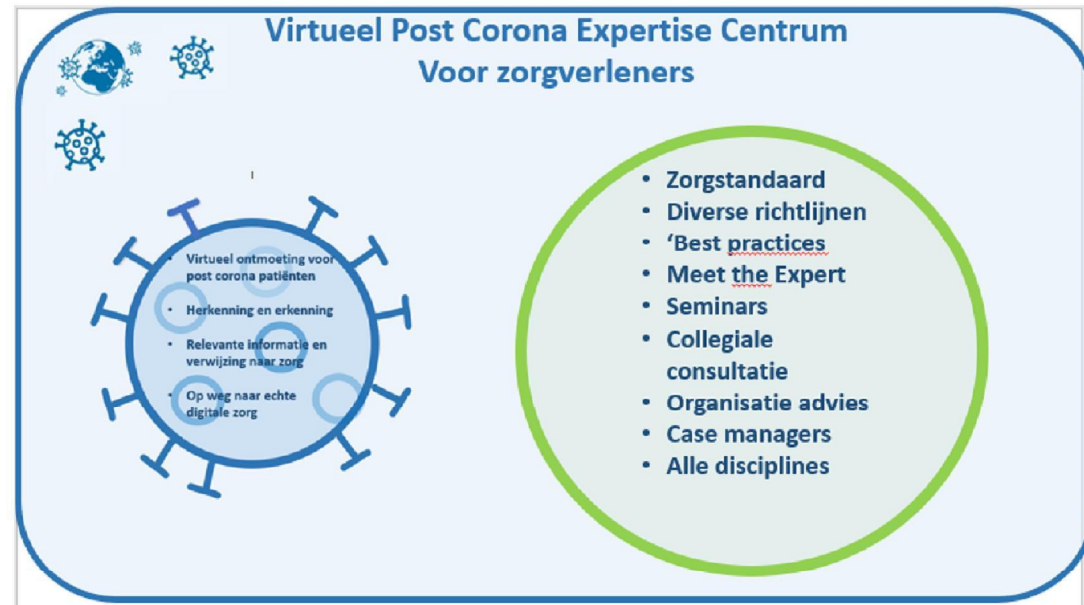 Virtueel Post Corona Expertise Centrum
Voor zorgverleners
• Virtueel ontmoeting voor
post corona patiënten
• Herkenning en erkenning
• Relevante informatie en
verwijzing naar zorg
• Op weg naar echte
digitale zorg
• Zorgstandaard
• Diverse richtlijnen
• ‘Best practices
• Meet the Expert
• Seminars
• Collegiale
consultatie
• Organisatie advies
• Case managers
• Alle disciplines